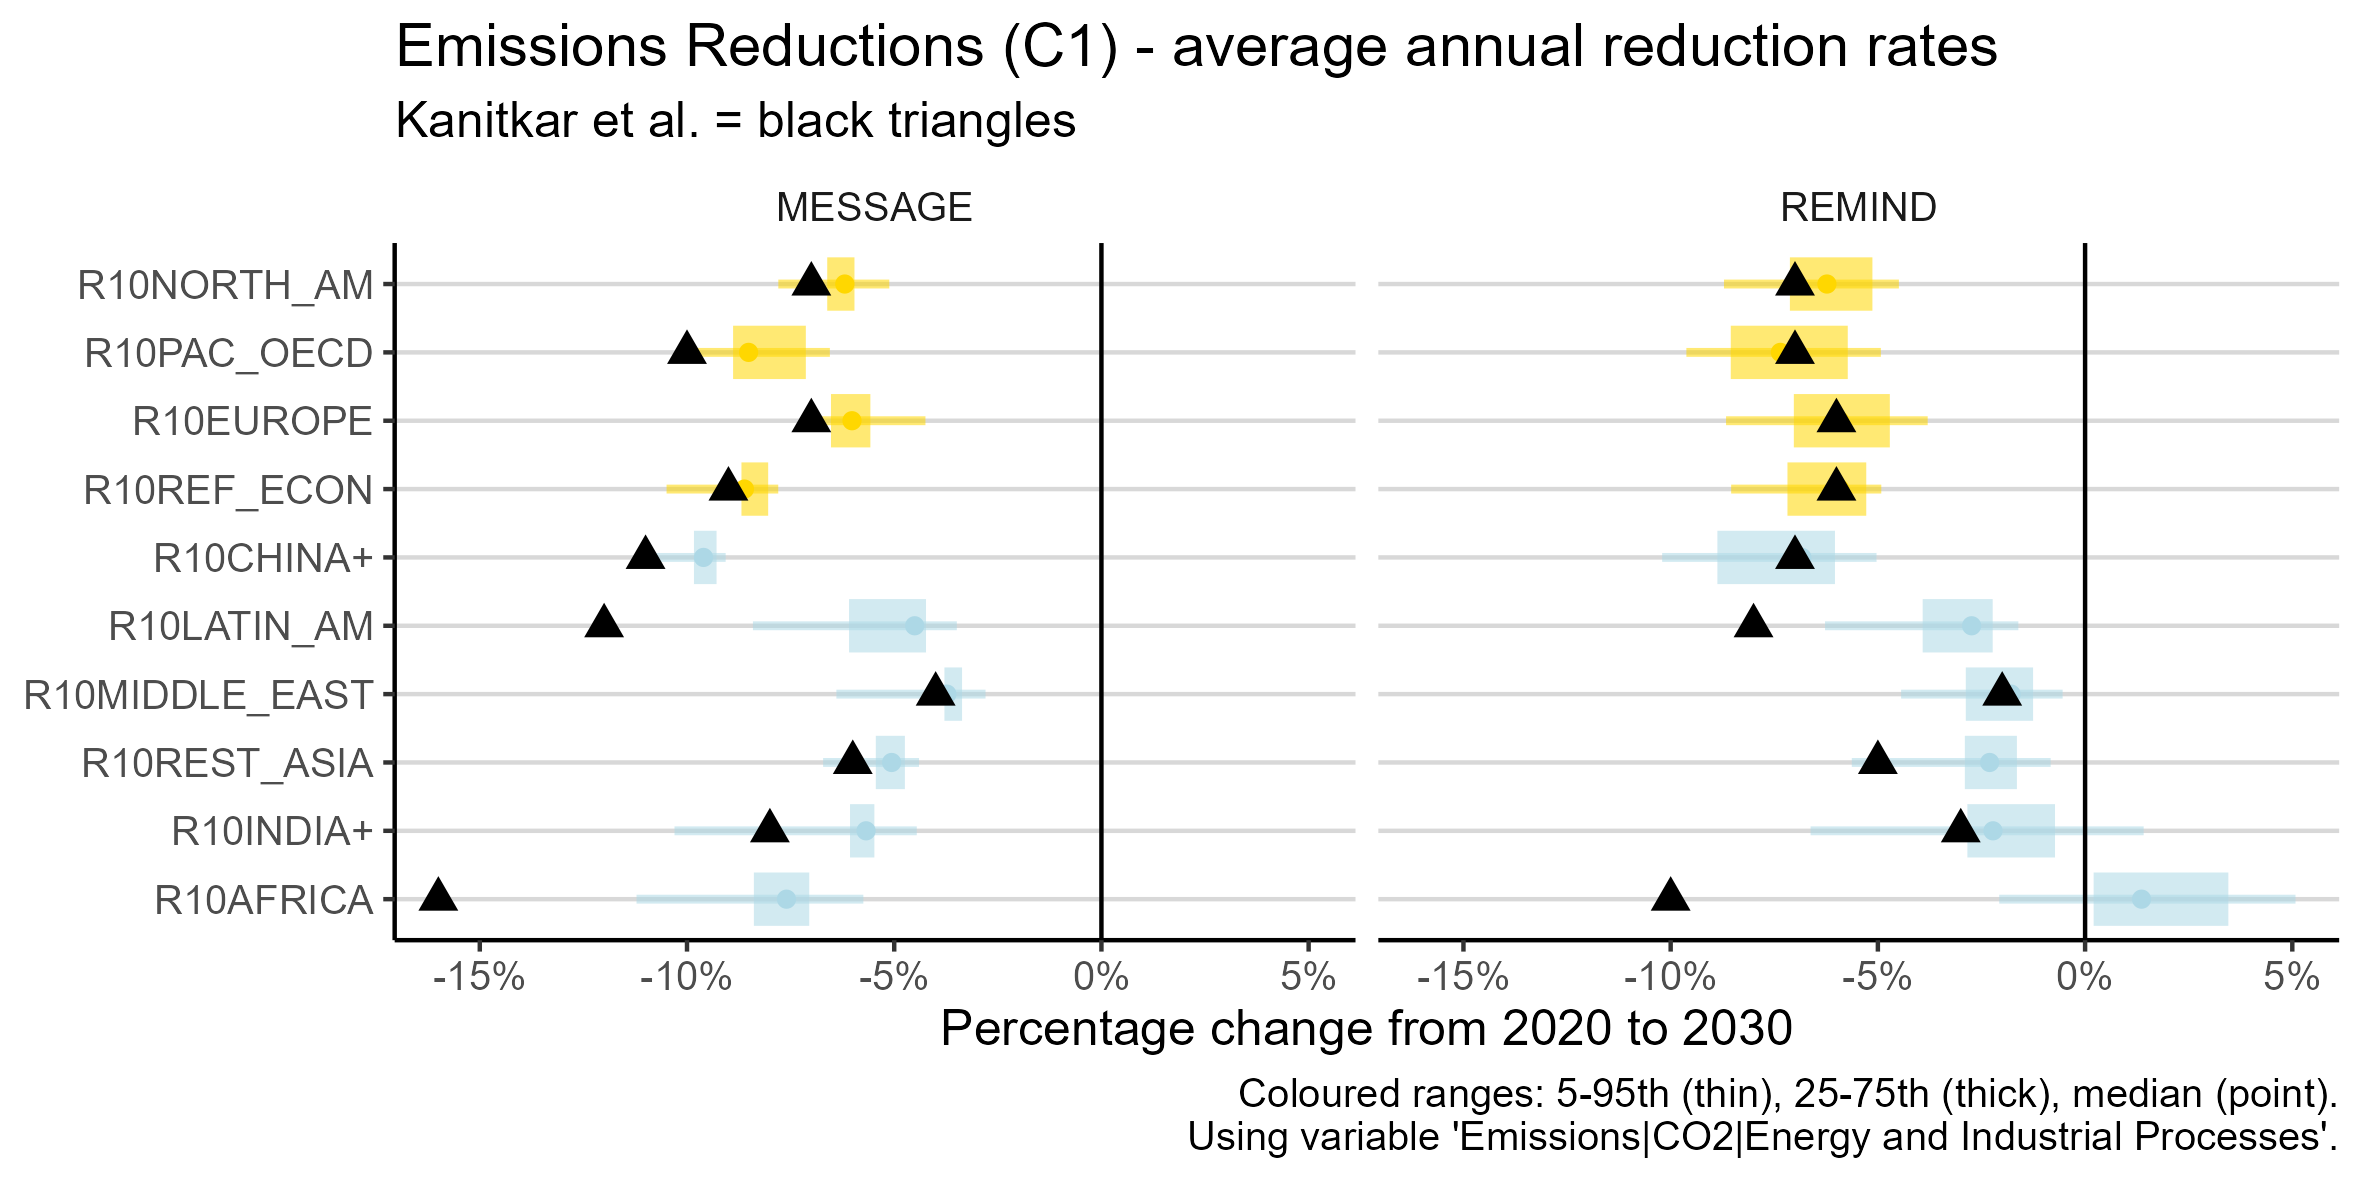 Emissions Reductions (C1) - average annual reduction rates
Kanitkar et al. = black triangles
MESSAGE
REMIND
R10NORTH_AM
R10PAC_OECD
R10EUROPE
R10REF_ECON
R10CHINA+
R10LATIN_AM
R10MIDDLE_EAST
R10REST_ASIA
R10INDIA+
R10AFRICA
-15% -10% -5% 0% 5%
-15% -10% -5% 0% 5%
Percentage change from 2020 to 2030
Coloured ranges: 5-95th (thin), 25-75th (thick), median (point).
Using variable 'Emissions|CO2|Energy and Industrial Processes'.